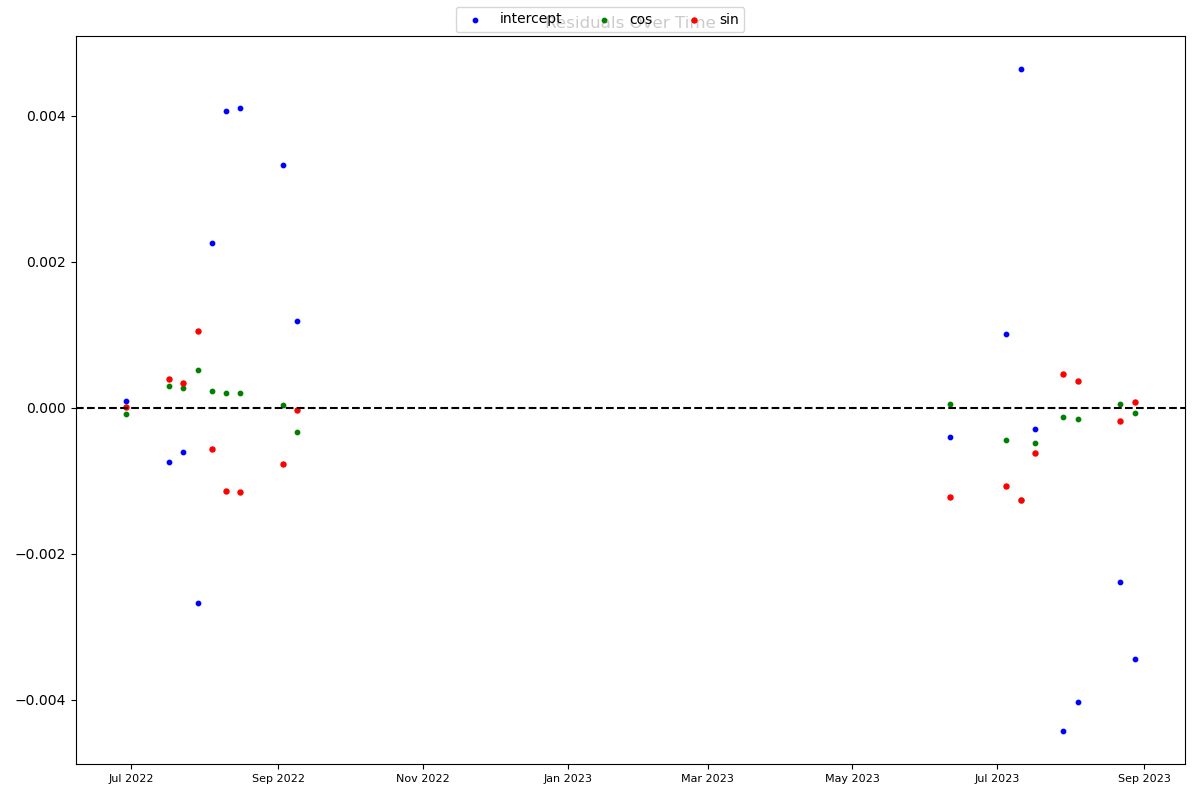 Residuals Over Time
intercept cos sin
0.004
0.002
0.000
−0.002
−0.004
Jul 2022 Sep 2022 Nov 2022 Jan 2023 Mar 2023 May 2023 Jul 2023 Sep 2023